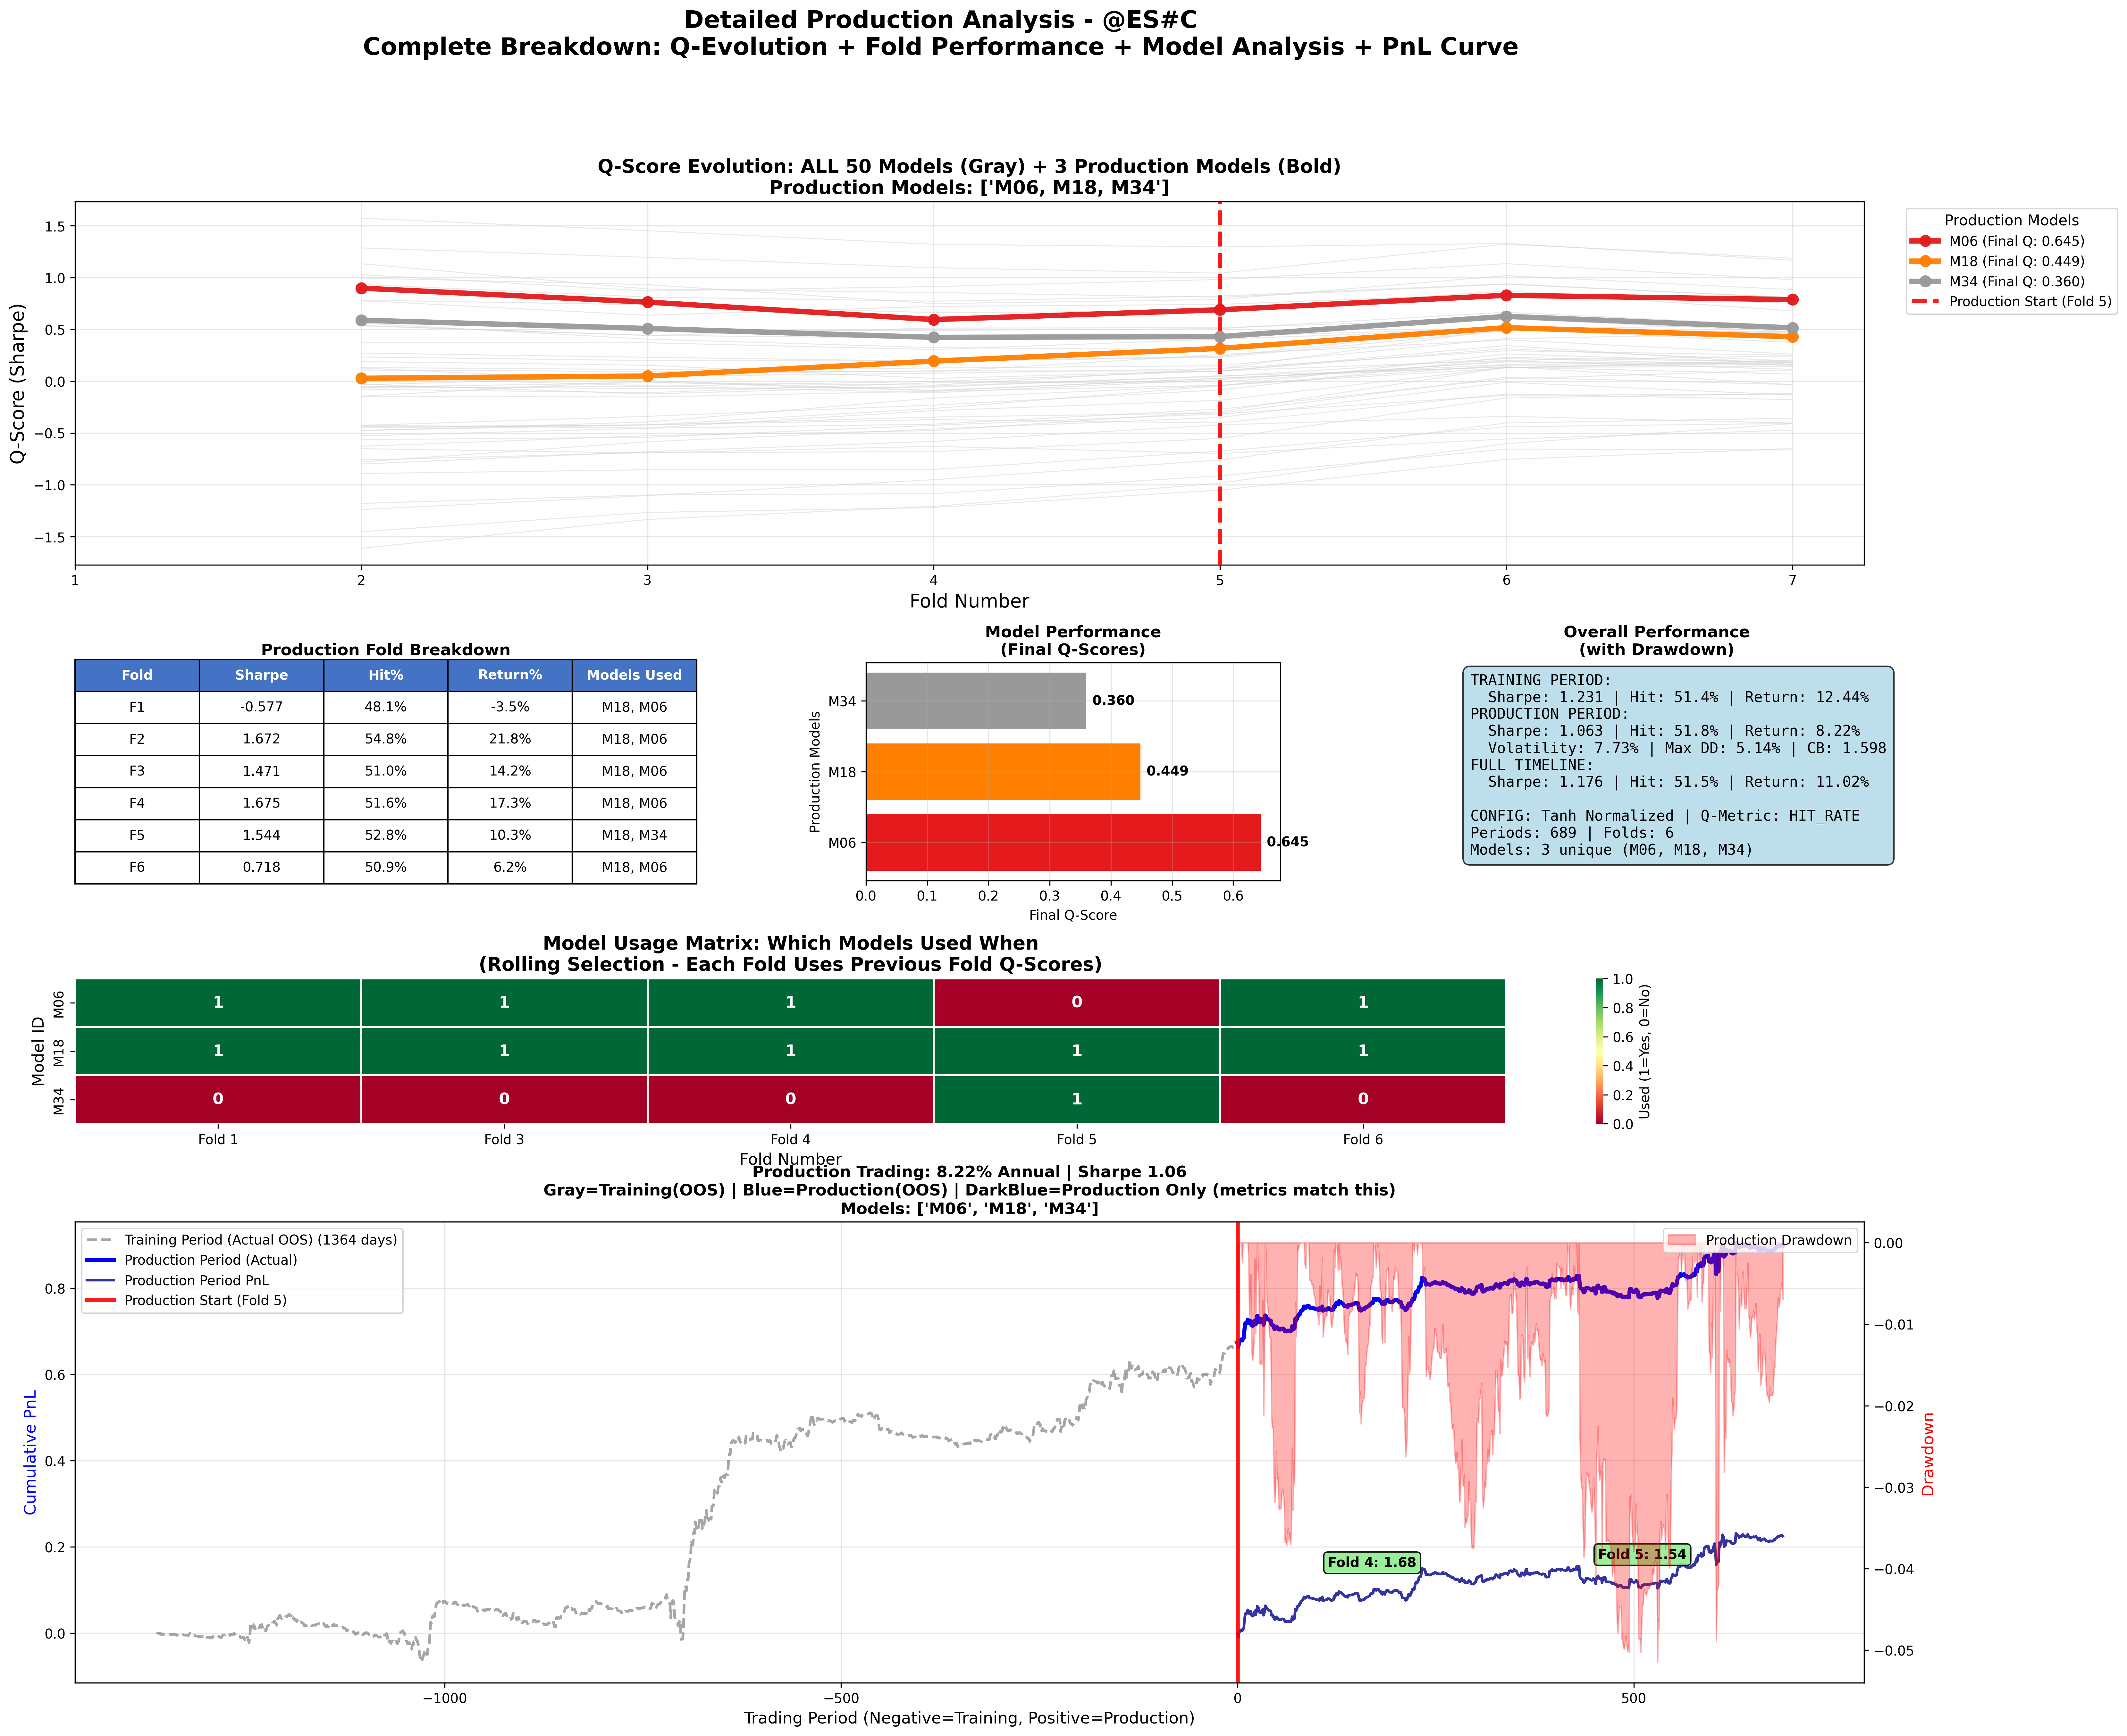 Detailed Production Analysis - @ES#C
Complete Breakdown: Q-Evolution + Fold Performance + Model Analysis + PnL Curve
Q-Score Evolution: ALL 50 Models (Gray) + 3 Production Models (Bold)
Production Models: ['M06, M18, M34']
Q-Score (Sharpe)
1.5
1.0
0.5
0.0
−0.5
−1.0
−1.5
1 2 3 4 5 6 7
Fold Number
Production Models
M06 (Final Q: 0.645)
M18 (Final Q: 0.449)
M34 (Final Q: 0.360)
Production Start (Fold 5)
Production Fold Breakdown
Fold Sharpe Hit% Return% Models Used
F1 -0.577 48.1% -3.5% M18, M06
F2 1.672 54.8% 21.8% M18, M06
F3 1.471 51.0% 14.2% M18, M06
F4 1.675 51.6% 17.3% M18, M06
F5 1.544 52.8% 10.3% M18, M34
F6 0.718 50.9% 6.2% M18, M06
Model Performance
(Final Q-Scores)
Production Models
M34 0.360
M18 0.449
M06 0.645
0.0 0.1 0.2 0.3 0.4 0.5 0.6
Final Q-Score
Overall Performance
(with Drawdown)
TRAINING PERIOD:
Sharpe: 1.231 | Hit: 51.4% | Return: 12.44%
PRODUCTION PERIOD:
Sharpe: 1.063 | Hit: 51.8% | Return: 8.22%
Volatility: 7.73% | Max DD: 5.14% | CB: 1.598
FULL TIMELINE:
Sharpe: 1.176 | Hit: 51.5% | Return: 11.02%
CONFIG: Tanh Normalized | Q-Metric: HIT_RATE
Periods: 689 | Folds: 6
Models: 3 unique (M06, M18, M34)
Model Usage Matrix: Which Models Used When
(Rolling Selection - Each Fold Uses Previous Fold Q-Scores)
Model ID
M06 1 1 1 0 1
M18 1 1 1 1 1
M34 0 0 0 1 0
Fold 1 Fold 3 Fold 4 Fold 5 Fold 6
Fold Number
1.0
0.8
0.6
0.4
0.2
0.0
Used (1=Yes, 0=No)
Production Trading: 8.22% Annual | Sharpe 1.06
Gray=Training(OOS) | Blue=Production(OOS) | DarkBlue=Production Only (metrics match this)
Models: ['M06', 'M18', 'M34']
Training Period (Actual OOS) (1364 days)
Production Period (Actual)
Production Period PnL
Production Start (Fold 5)
Production Drawdown
Cumulative PnL
0.8
0.6
0.4
0.2
0.0
Fold 4: 1.68
Fold 5: 1.54
0.00
−0.01
−0.02
−0.03
−0.04
−0.05
Drawdown
−1000 −500 0 500
Trading Period (Negative=Training, Positive=Production)